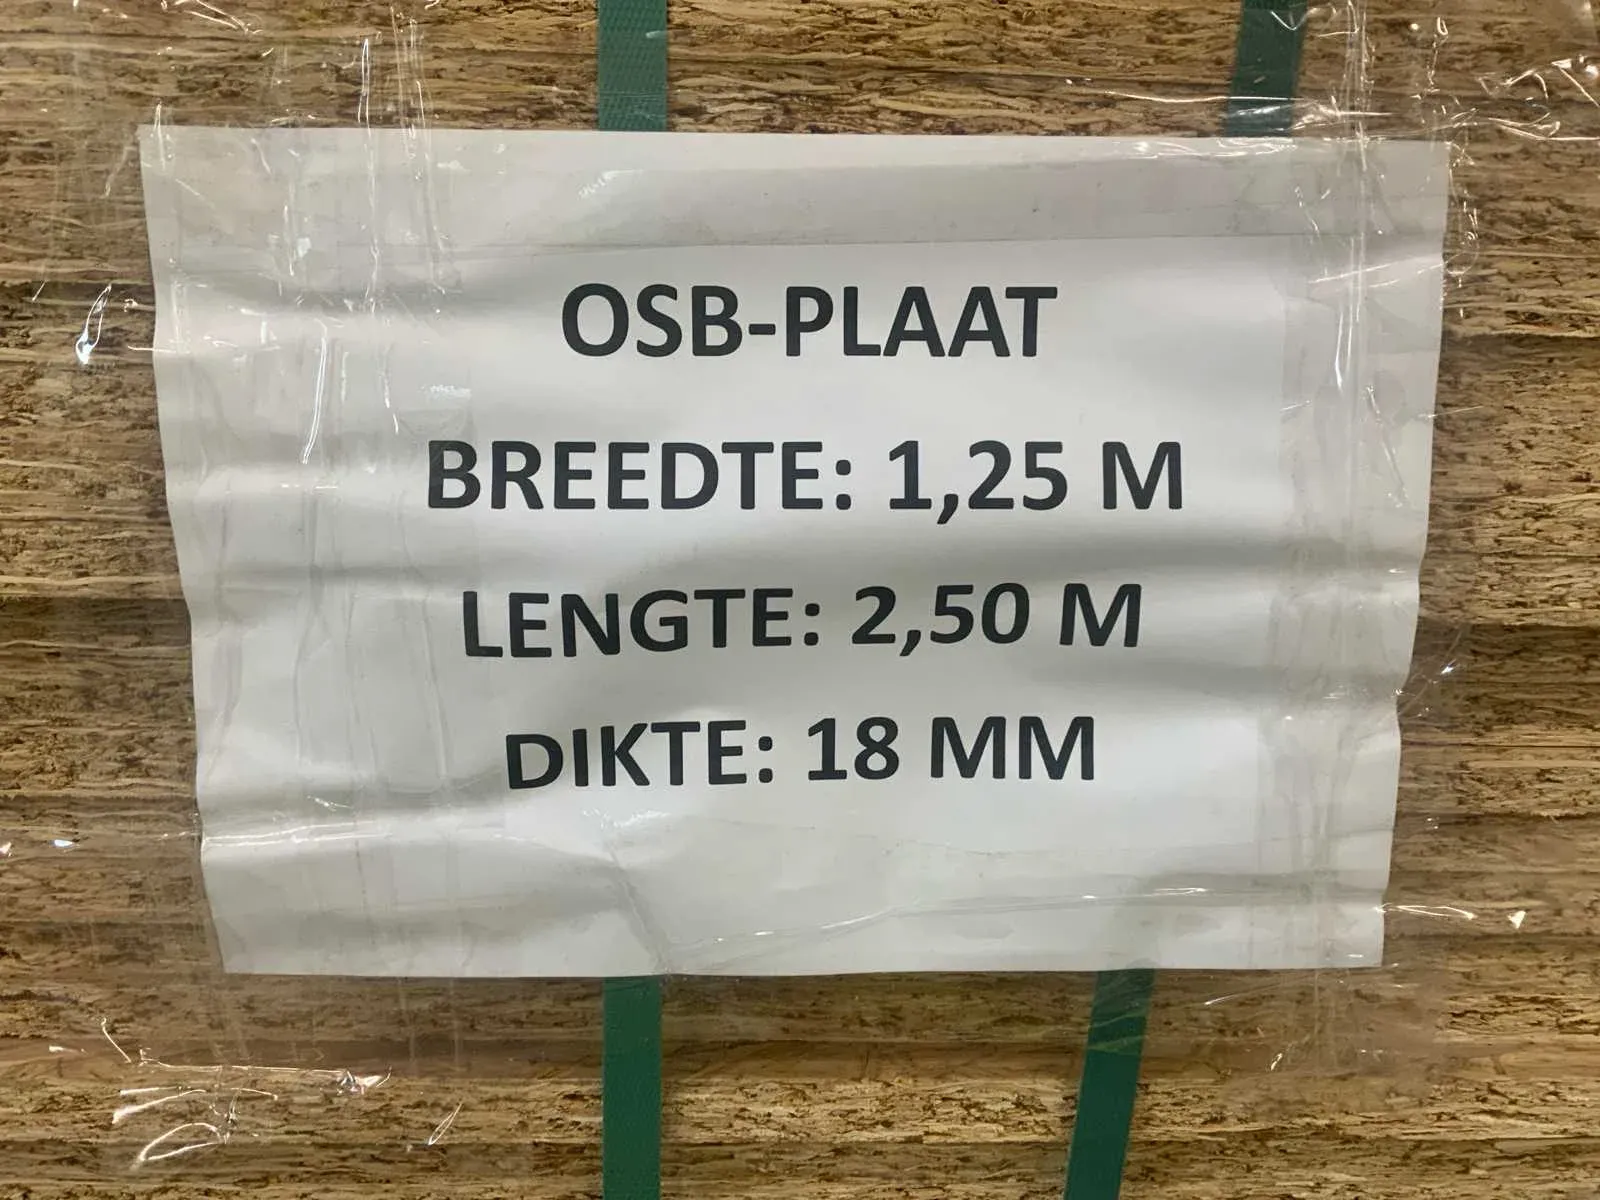 OSB-PLAAT
BREEDTE: 1,25 M
LENGTE: 2,50 M
DIKTE: 18 MM